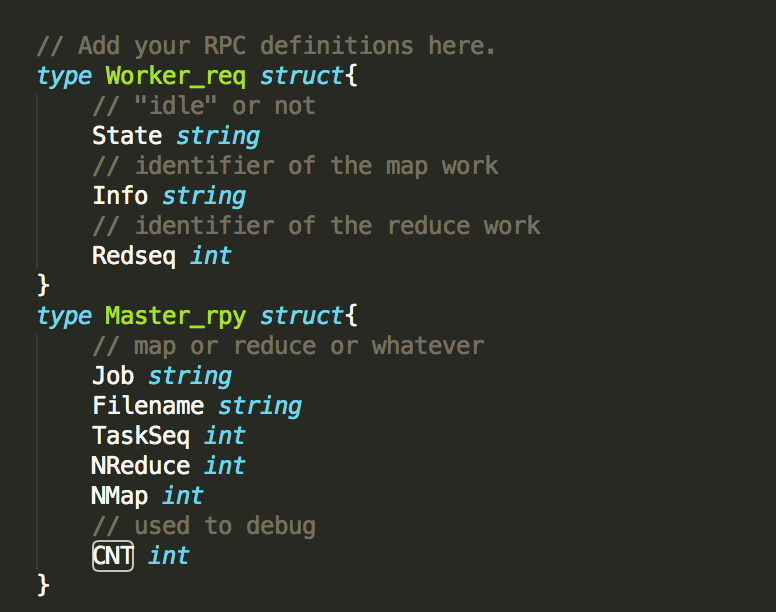 // Add your RPC definitions here.
type Worker_req struct{
    // "idle" or not
    State string
    // identifier of the map work
    Info string
    // identifier of the reduce work
    Redseq int
}
type Master_rpy struct{
    // map or reduce or whatever
    Job string
    Filename string
    TaskSeq int
    NReduce int
    NMap int
    // used to debug
    CNT int
}